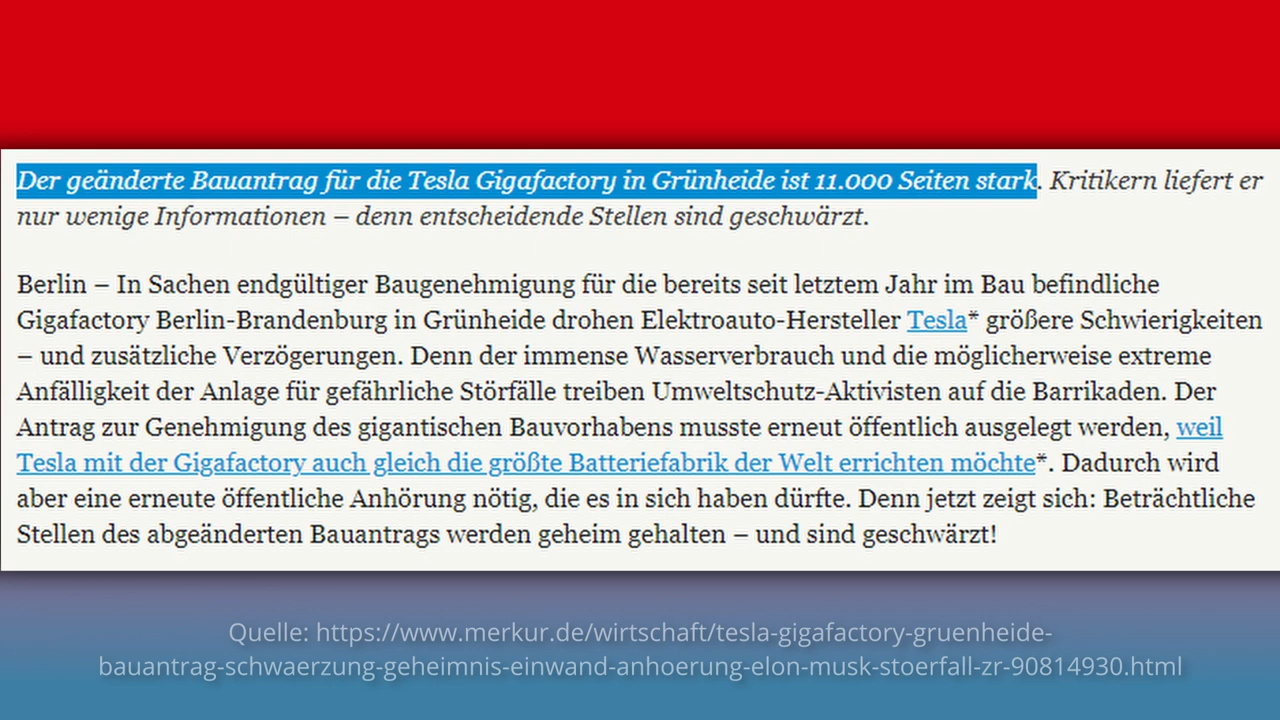 Der geänderte Bauantrag für die Tesla Gigafactory in Grünheide ist 11.000 Seiten stark. Kritikern liefert er
nur wenige Informationen – denn entscheidende Stellen sind geschwärzt.
Berlin – In Sachen endgültiger Baugenehmigung für die bereits seit letztem Jahr im Bau befindliche
Gigafactory Berlin-Brandenburg in Grünheide drohen Elektroauto-Hersteller Tesla* größere Schwierigkeiten
– und zusätzliche Verzögerungen. Denn der immense Wasserverbrauch und die möglicherweise extreme
Anfälligkeit der Anlage für gefährliche Störfälle treiben Umweltschutz-Aktivisten auf die Barrikaden. Der
Antrag zur Genehmigung des gigantischen Bauvorhabens musste erneut öffentlich ausgelegt werden, weil
Tesla mit der Gigafactory auch gleich die größte Batteriefabrik der Welt errichten möchte*. Dadurch wird
aber eine erneute öffentliche Anhörung nötig, die es in sich haben dürfte. Denn jetzt zeigt sich: Beträchtliche
Stellen des abgeänderten Bauantrags werden geheim gehalten – und sind geschwärzt!
Quelle: https://www.merkur.de/wirtschaft/tesla-gigafactory-gruenheide-
bauantrag-schwaerzung-geheimnis-einwand-anhoerung-elon-musk-stoerfall-zr-90814930.html